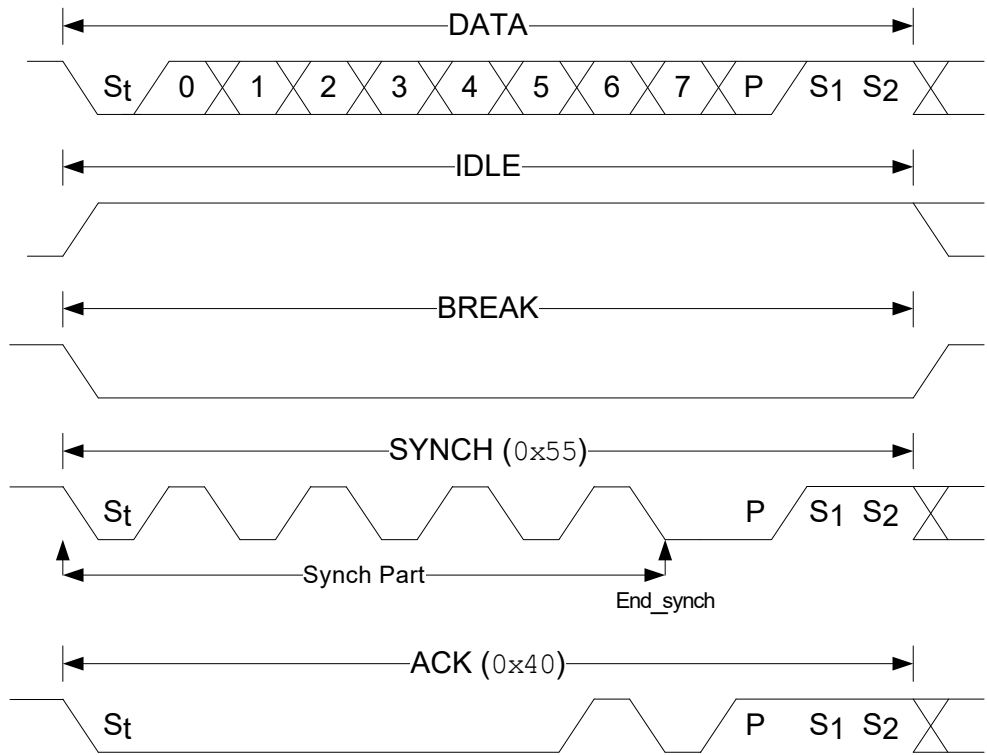 DATA
St 0 1 2 3 4 5 6 7 P S1 S2
IDLE
BREAK
SYNCH (0x55)
St P S1 S2
Synch Part
End_synch
ACK (0x40)
St P S1 S2